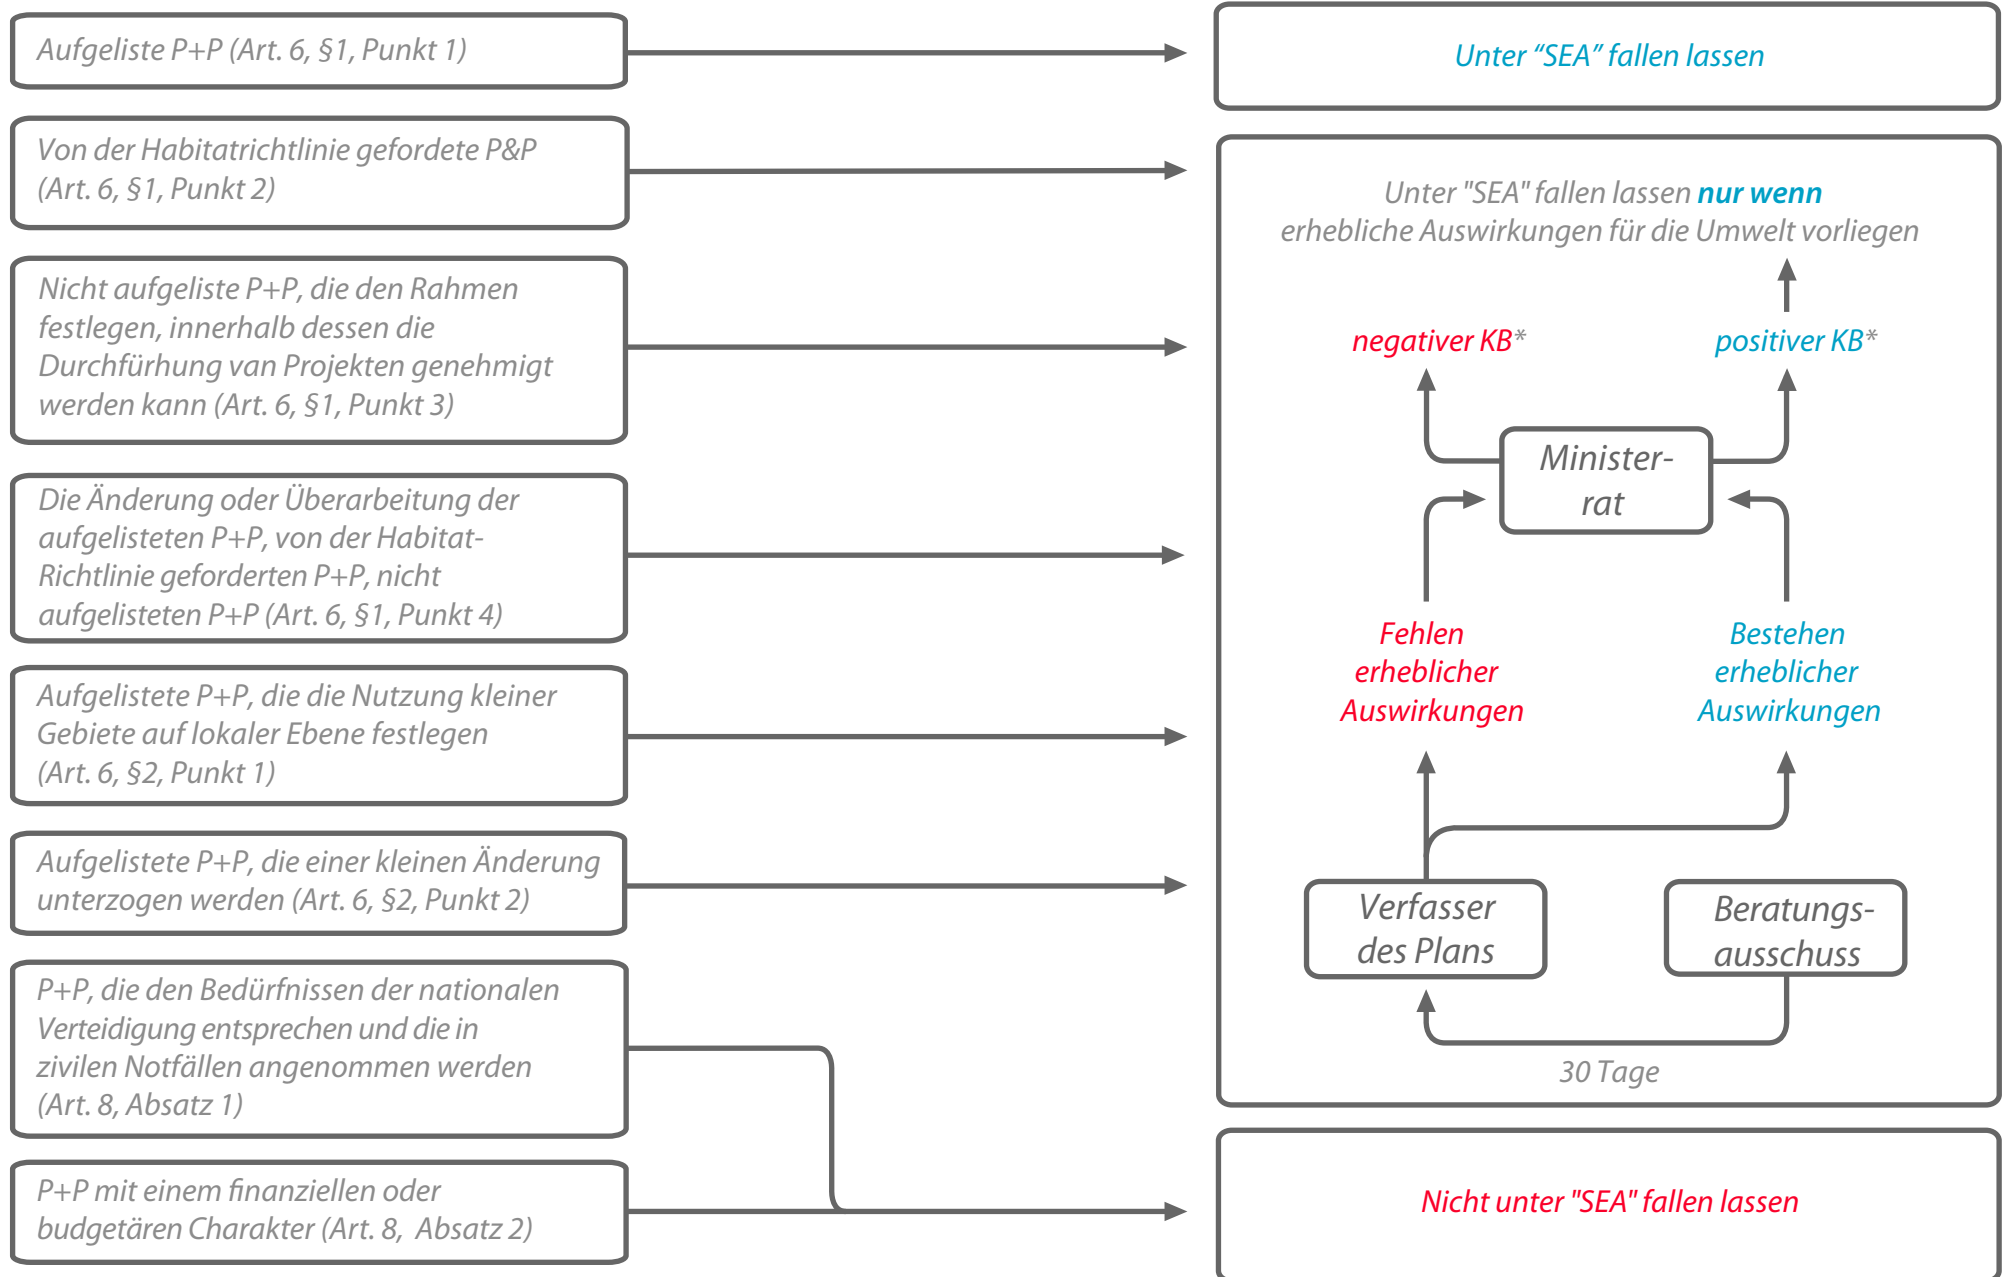 Aufgeliste P+P (Art. 6, §1, Punkt 1)
Unter “SEA” fallen lassen
Von der Habitatrichtlinie gefordete P&P
(Art. 6, §1, Punkt 2)
Nicht aufgeliste P+P, die den Rahmen
festlegen, innerhalb dessen die
Durchfürhung van Projekten genehmigt
werden kann (Art. 6, §1, Punkt 3)
Die Änderung oder Überarbeitung der
aufgelisteten P+P, von der Habitat-
Richtlinie geforderten P+P, nicht
aufgelisteten P+P (Art. 6, §1, Punkt 4)
Aufgelistete P+P, die die Nutzung kleiner
Gebiete auf lokaler Ebene festlegen
(Art. 6, §2, Punkt 1)
Aufgelistete P+P, die einer kleinen Änderung
unterzogen werden (Art. 6, §2, Punkt 2)
Unter "SEA" fallen lassen nur wenn
erhebliche Auswirkungen für die Umwelt vorliegen
negativer KB*
positiver KB*
Minister-
rat
Fehlen
erheblicher
Auswirkungen
Bestehen
erheblicher
Auswirkungen
Verfasser
des Plans
Beratungs-
ausschuss
30 Tage
P+P, die den Bedürfnissen der nationalen
Verteidigung entsprechen und die in
zivilen Notfällen angenommen werden
(Art. 8, Absatz 1)
P+P mit einem finanziellen oder
budgetären Charakter (Art. 8, Absatz 2)
Nicht unter "SEA" fallen lassen